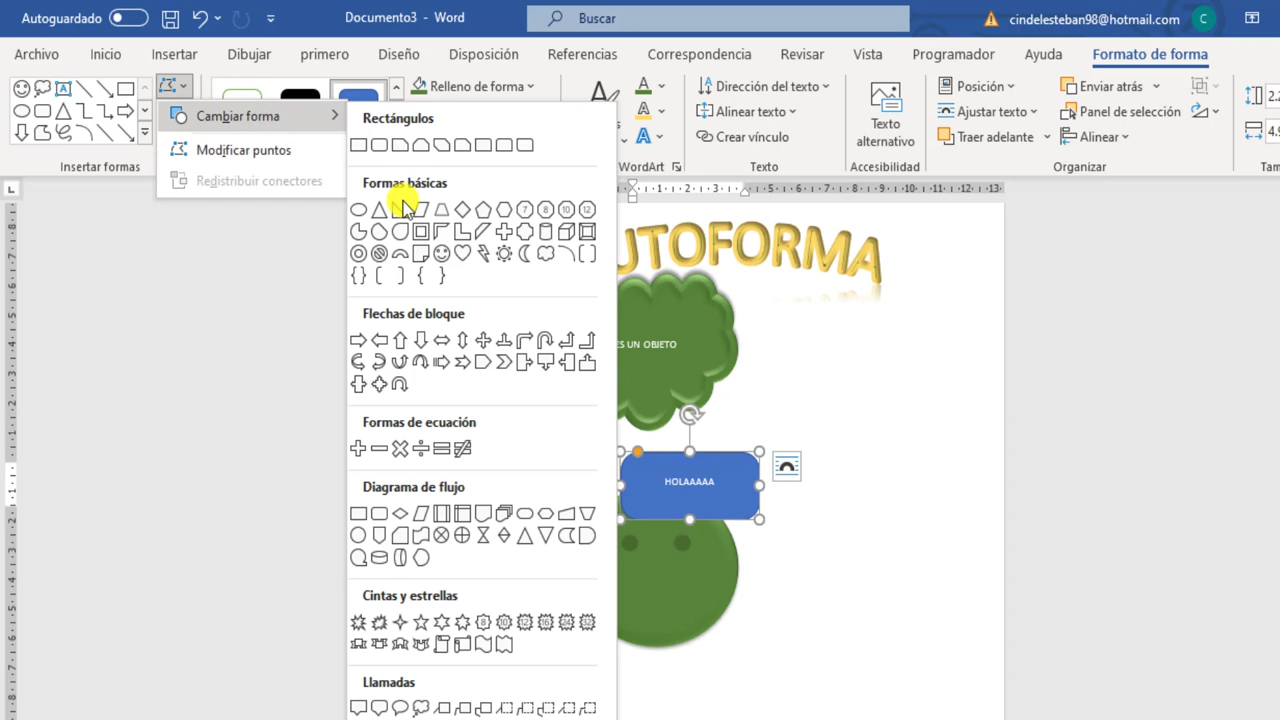 Autoguardado
Documento3 - Word
Buscar
cindelesteban98@hotmail.com
C
Archivo
Inicio
Insertar
Dibujar
primero
Diseño
Disposición
Referencias
Correspondencia
Revisar
Vista
Programador
Ayuda
Formato de forma
Relleno de forma
Dirección del texto
Alinear texto
Crear vínculo
Texto
alternativo
Posición
Ajustar texto
Traer adelante
Enviar atrás
Panel de selección
Alinear
Insertar formas
WordArt
Texto
Accesibilidad
Organizar
Cambiar forma
Modificar puntos
Redistribuir conectores
Rectángulos
Formas básicas
Flechas de bloque
Formas de ecuación
Diagrama de flujo
Cintas y estrellas
Llamadas
UTOFORMA
ES UN OBJETO
HOLAAAAA